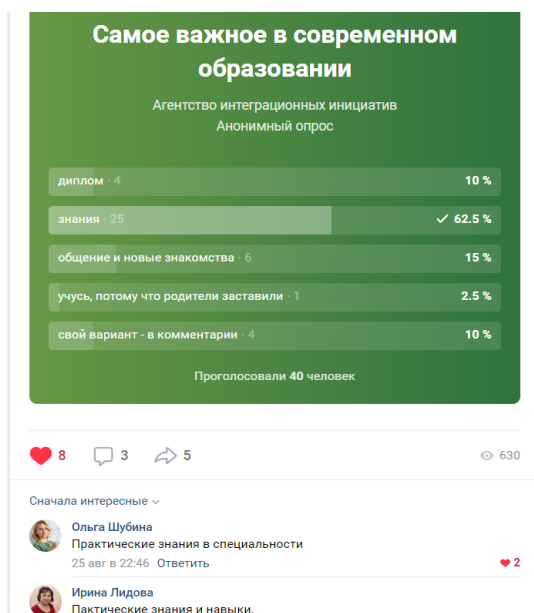 Самое важное в современном
образовании
Агентство интеграционных инициатив
Анонимный опрос
диплом · 4 10 %
знания · 25 62.5 %
общение и новые знакомства · 6 15 %
учусь, потому что родители заставили · 1 2.5 %
свой вариант - в комментарии · 4 10 %
Проголосовали 40 человек
8 3 5 630
Сначала интересные
Ольга Шубина
Практические знания в специальности
25 авг в 22:46 Ответить 2
Ирина Лидова
Пактические знания и навыки.